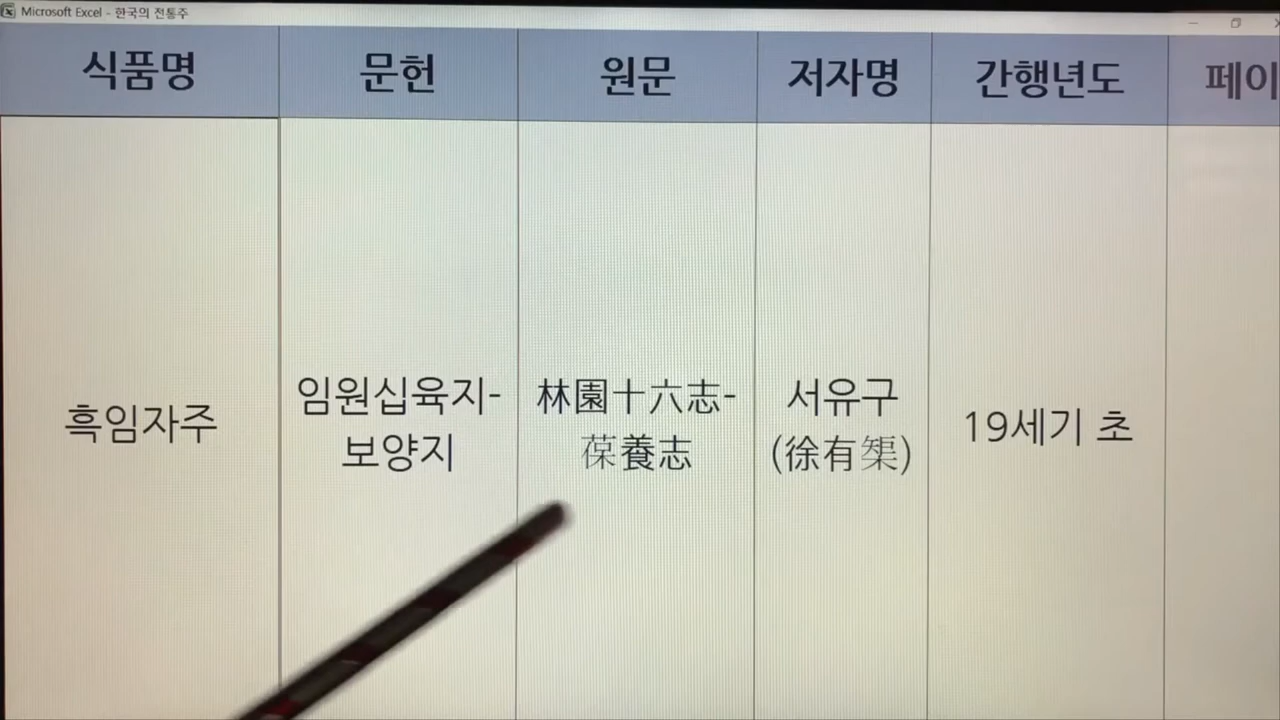 Microsoft Excel - 한국의 전통주
식품명 문헌 원문 저자명 간행년도 페이
흑임자주
임원십육지-
보양지
林園十六志-
葆養志
서유구
(徐有榘)
19세기 초